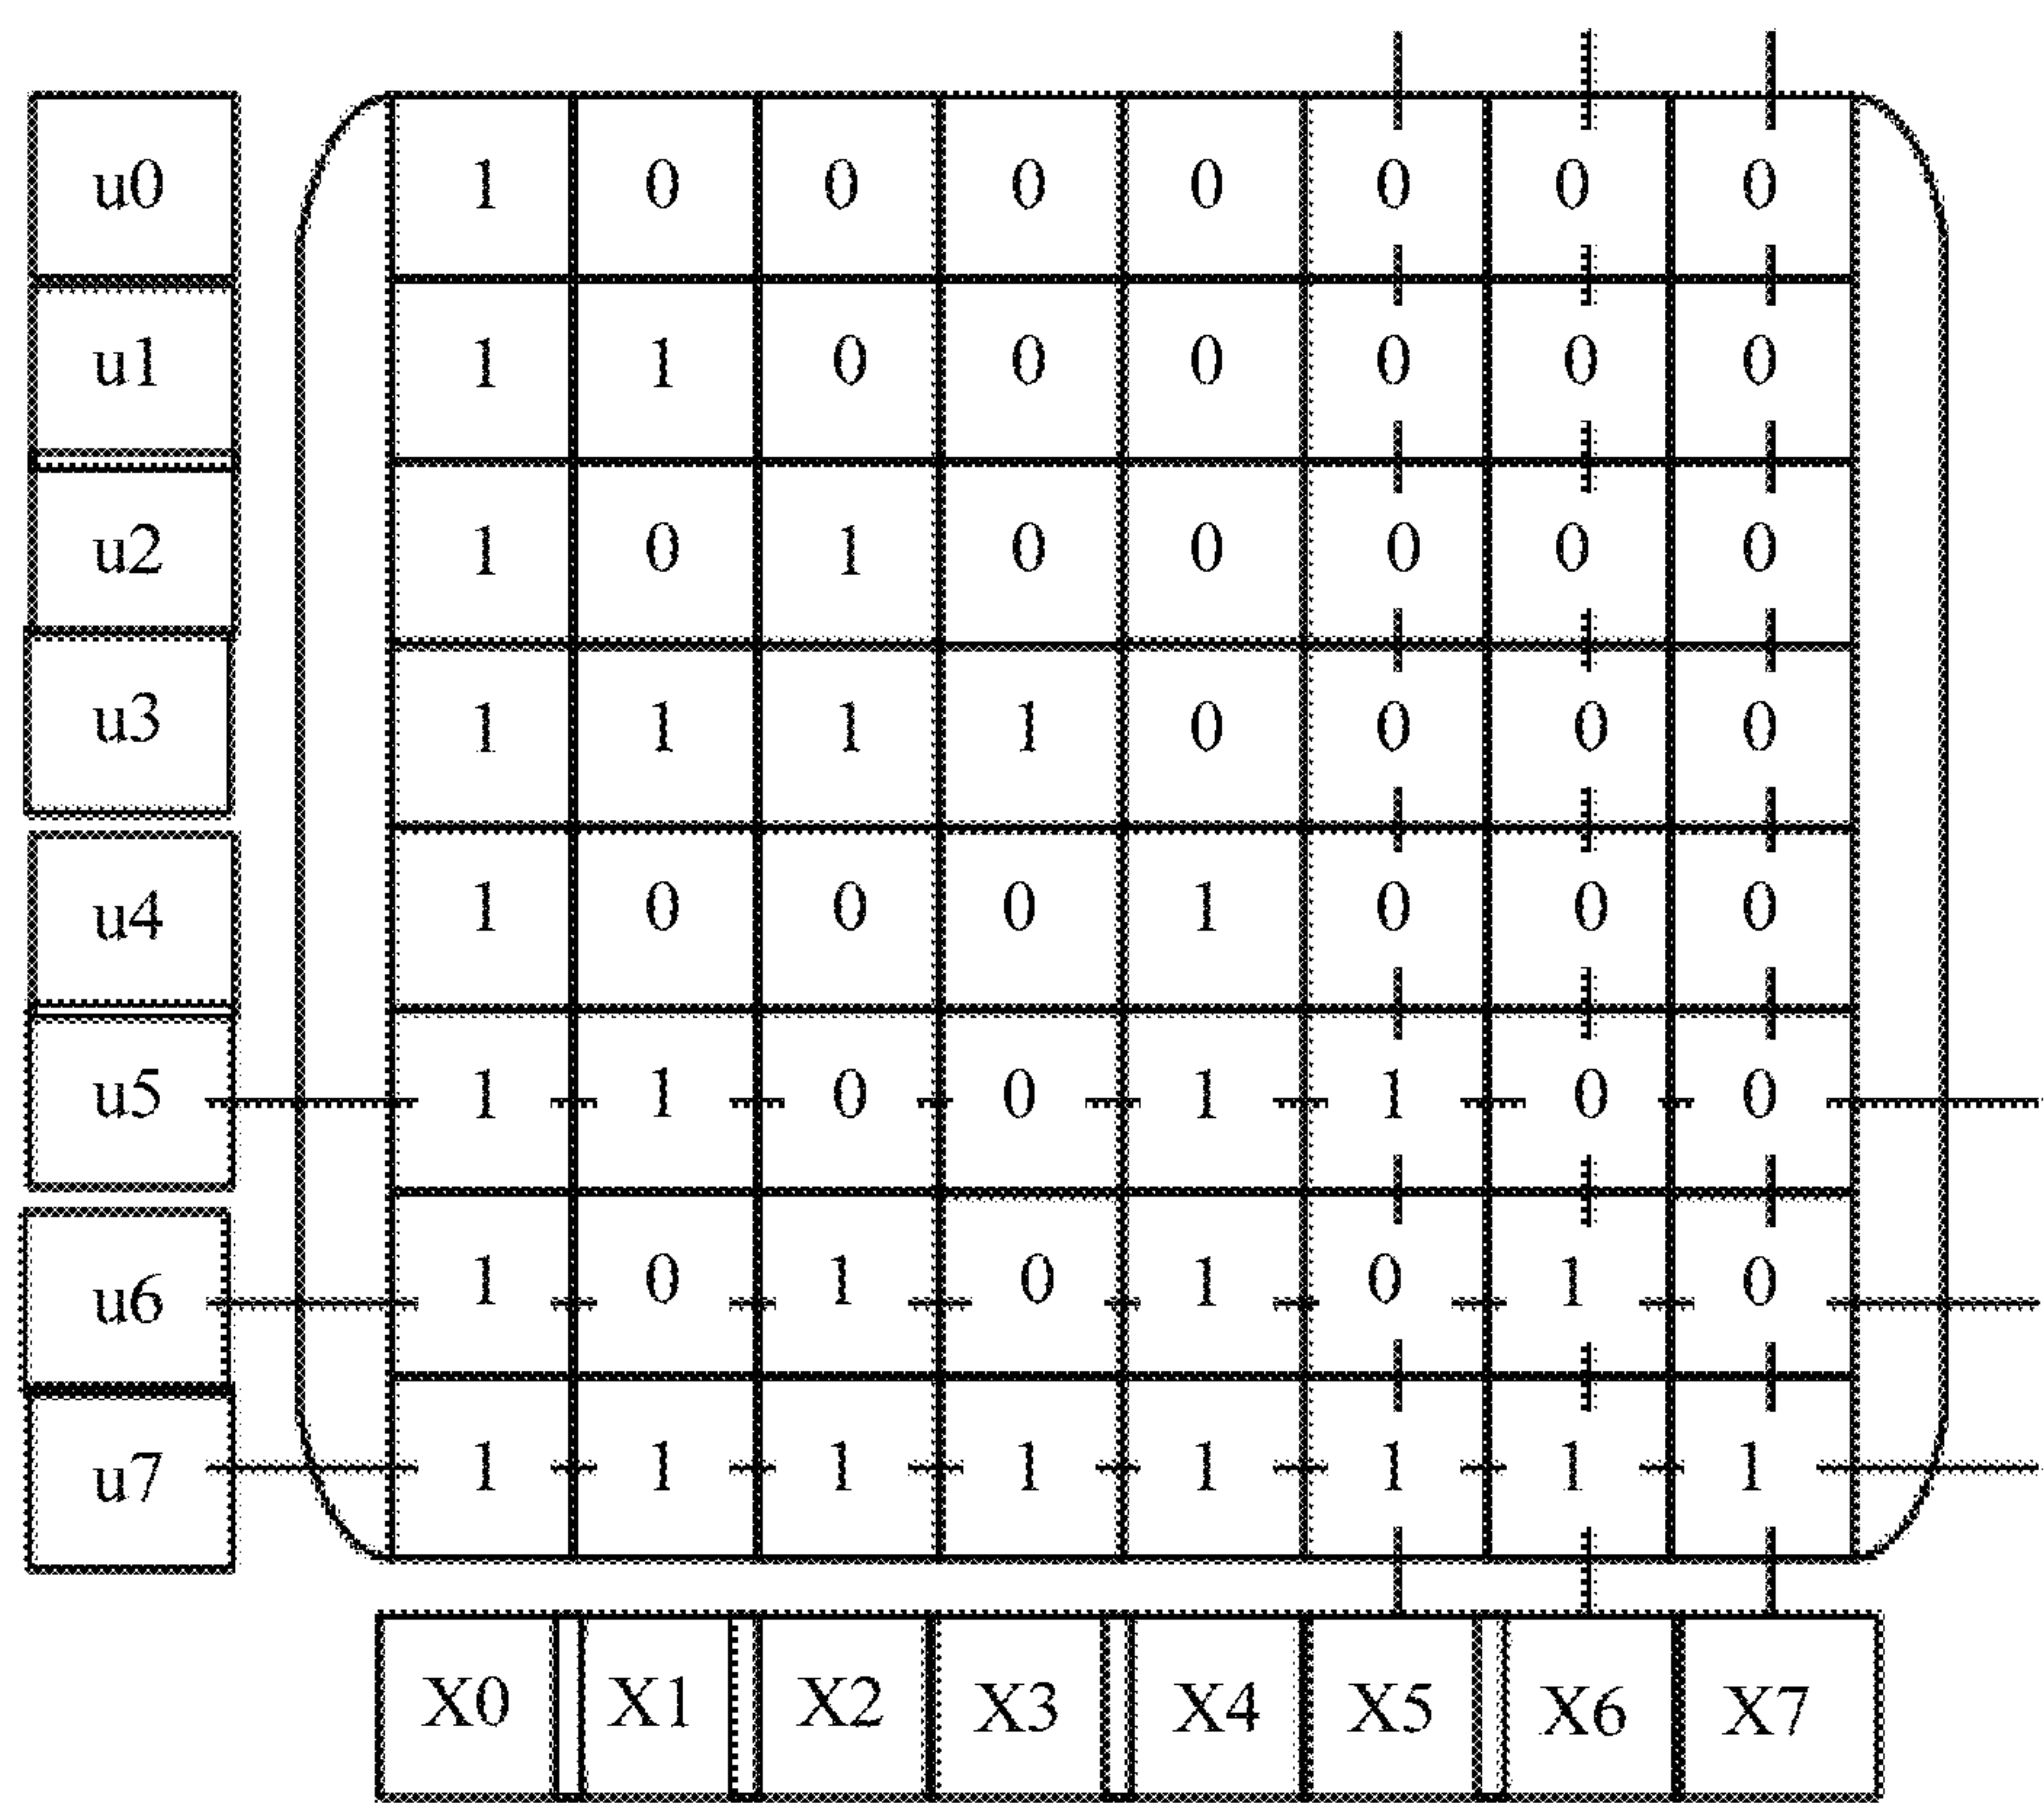 u0 1 0 0 0 0 0 0 0
u1 1 1 0 0 0 0 0 0
u2 1 0 1 0 0 0 0 0
u3 1 1 1 1 0 0 0 0
u4 1 0 0 0 1 0 0 0
u5 1 1 0 0 1 1 0 0
u6 1 0 1 0 1 0 1 0
u7 1 1 1 1 1 1 1 1
X0 X1 X2 X3 X4 X5 X6 X7